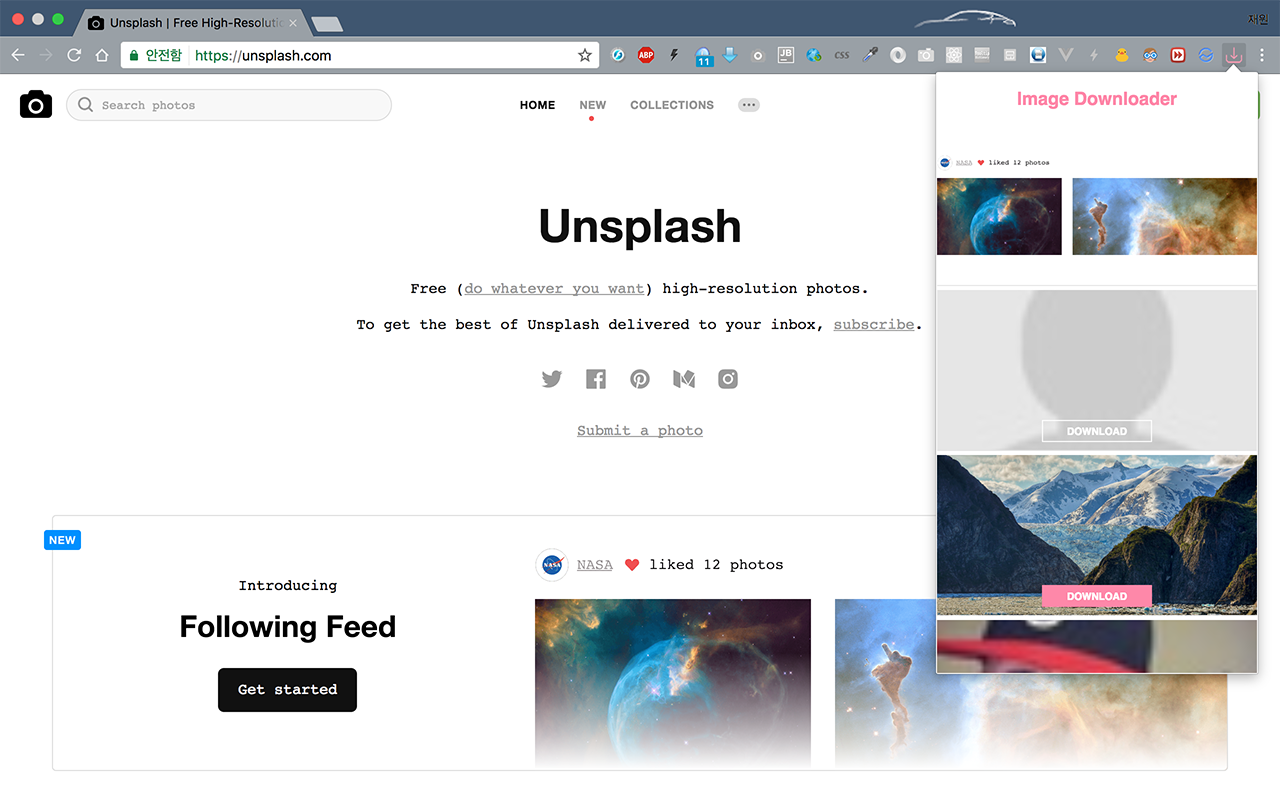 Unsplash | Free High-Resolutio
재원
안전함
https://unsplash.com
ABP
11
JB
CSS
Search photos
HOME
NEW
COLLECTIONS
Image Downloader
NASA liked 12 photos
Unsplash
Free (do whatever you want) high-resolution photos.
To get the best of Unsplash delivered to your inbox, subscribe.
Submit a photo
DOWNLOAD
DOWNLOAD
NEW
Introducing
Following Feed
Get started
NASA
NASA liked 12 photos